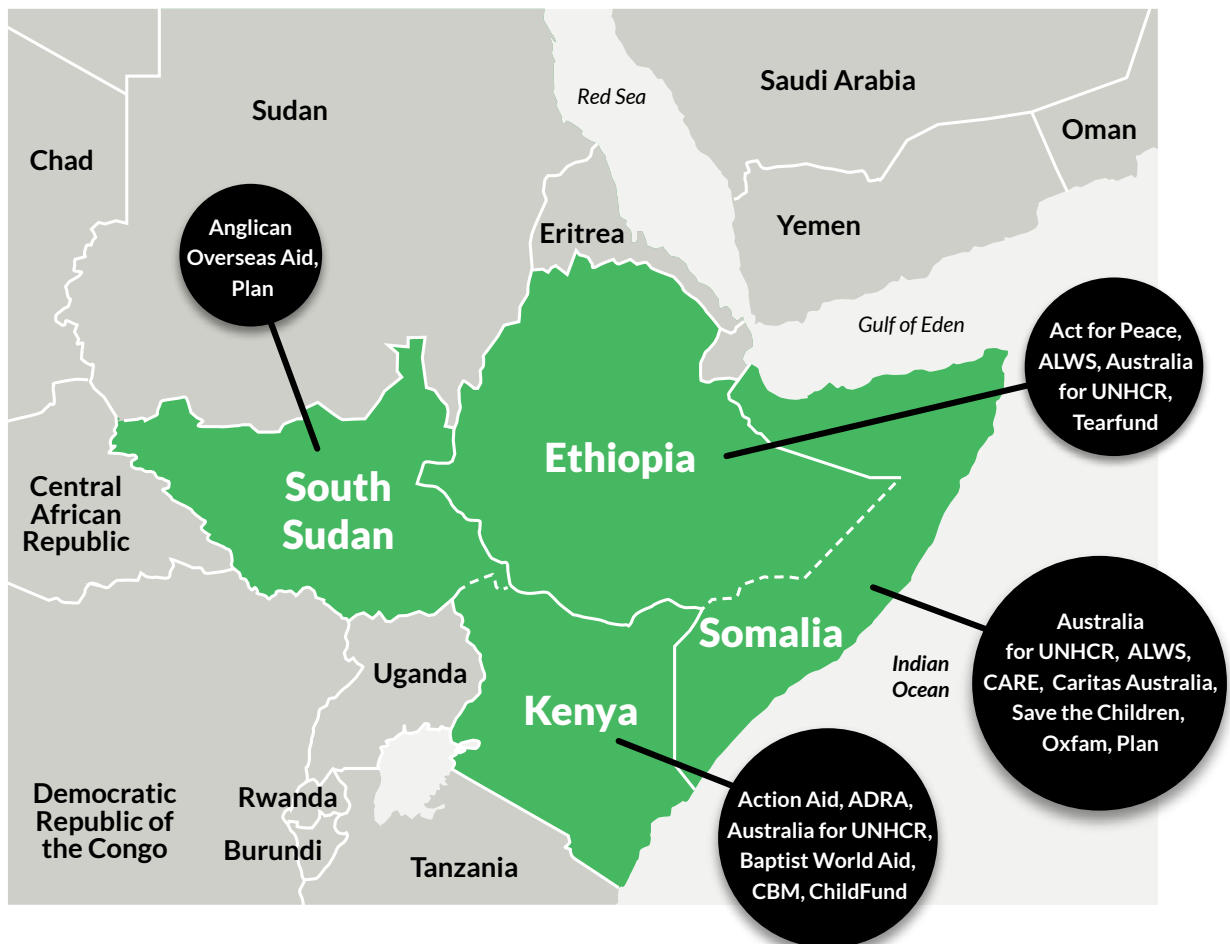 Saudi Arabia
Red Sea
Sudan
Oman
Chad
Anglican
Overseas Aid,
Plan
Eritrea
Yemen
Gulf of Eden
Act for Peace,
ALWS, Australia
for UNHCR,
Tearfund
Ethiopia
South
Sudan
Central
African
Republic
Somalia
Australia
for UNHCR, ALWS,
CARE, Caritas Australia,
Save the Children,
Oxfam, Plan
Indian
Ocean
Uganda
Kenya
Democratic
Republic of
the Congo
Rwanda
Burundi
Tanzania
Action Aid, ADRA,
Australia for UNHCR,
Baptist World Aid,
CBM, ChildFund